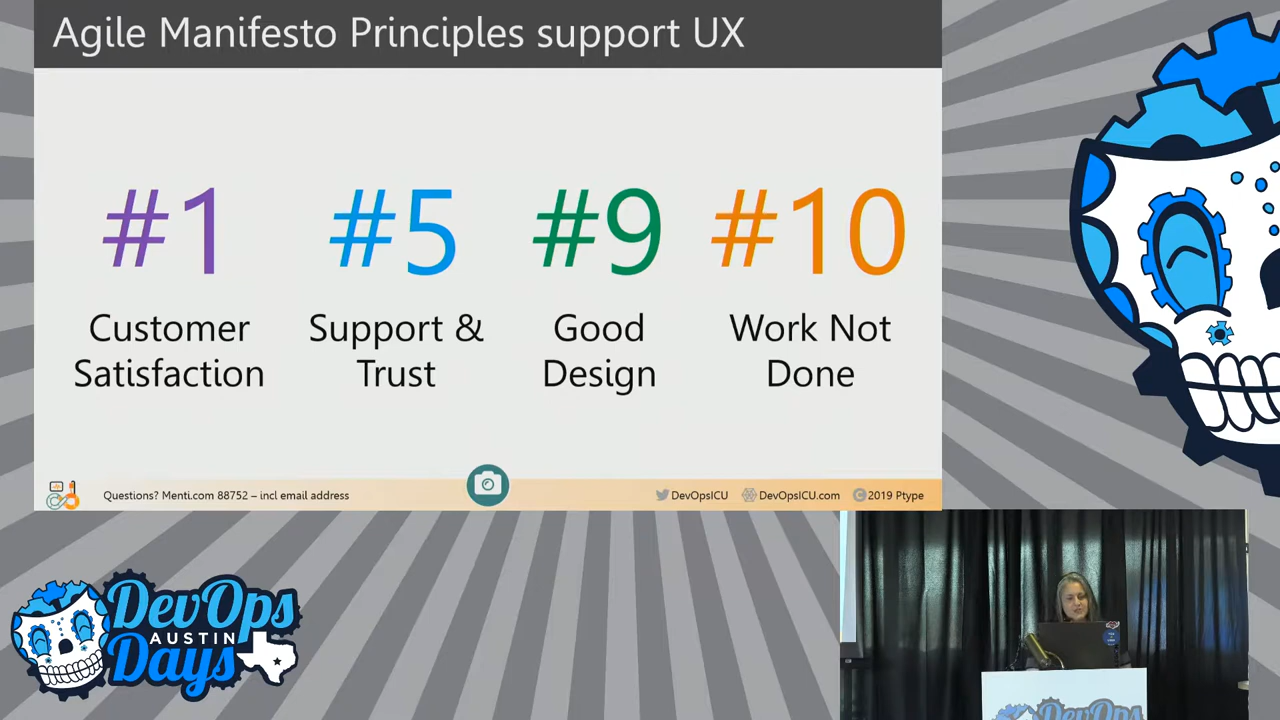 Agile Manifesto Principles support UX
#1
#5
#9
#10
Customer
Satisfaction
Support &
Trust
Good
Design
Work Not
Done
Questions? Menti.com 88752 – incl email address
DevOpsICU
DevOpsICU.com
©2019 Ptype
DevOps
AUSTIN
Days
DevOps